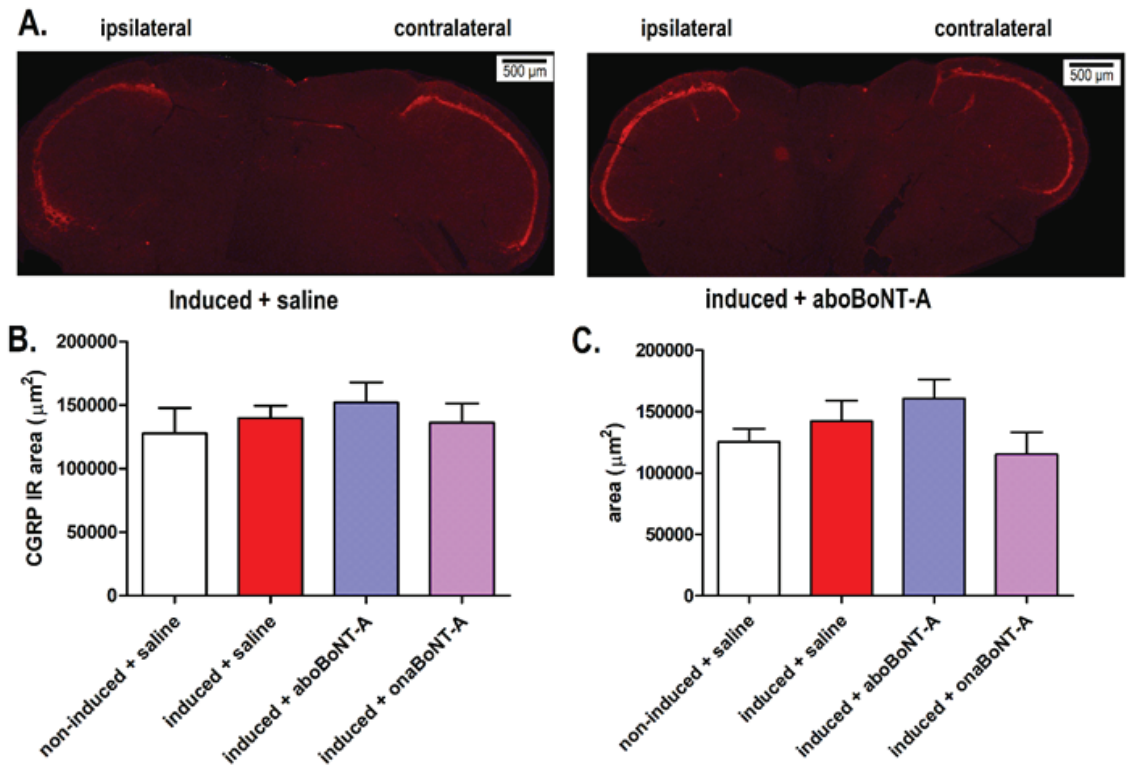 A.
ipsilateral contralateral ipsilateral contralateral
500 µm 500 µm
Induced + saline induced + aboBoNT-A
B.
CGRP IR area (µm²)
200000
150000
100000
50000
0
non-induced + saline
induced + saline
induced + aboBoNT-A
induced + onaBoNT-A
C.
area (µm²)
200000
150000
100000
50000
0
non-induced + saline
induced + saline
induced + aboBoNT-A
induced + onaBoNT-A